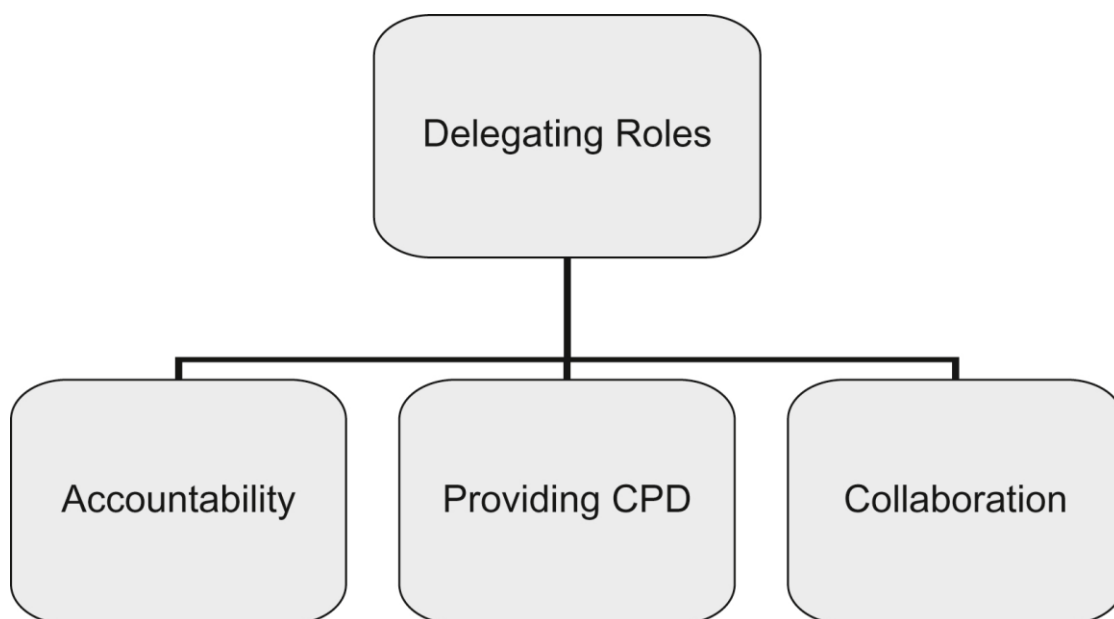 Delegating Roles
Accountability
Providing CPD
Collaboration